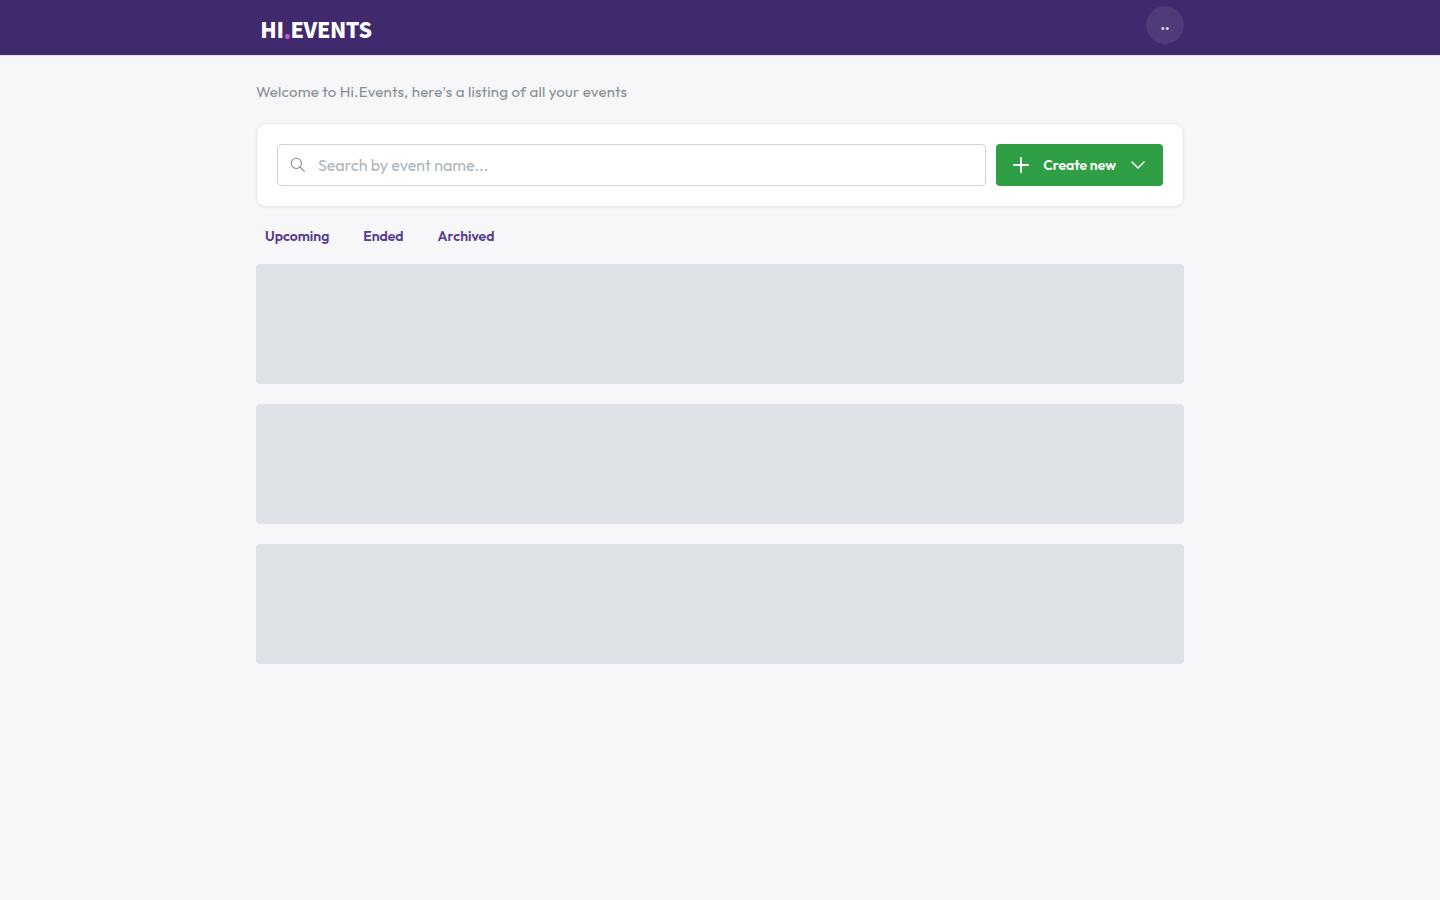 HI.EVENTS
..
Welcome to Hi.Events, here's a listing of all your events
Search by event name...
Create new
Upcoming
Ended
Archived